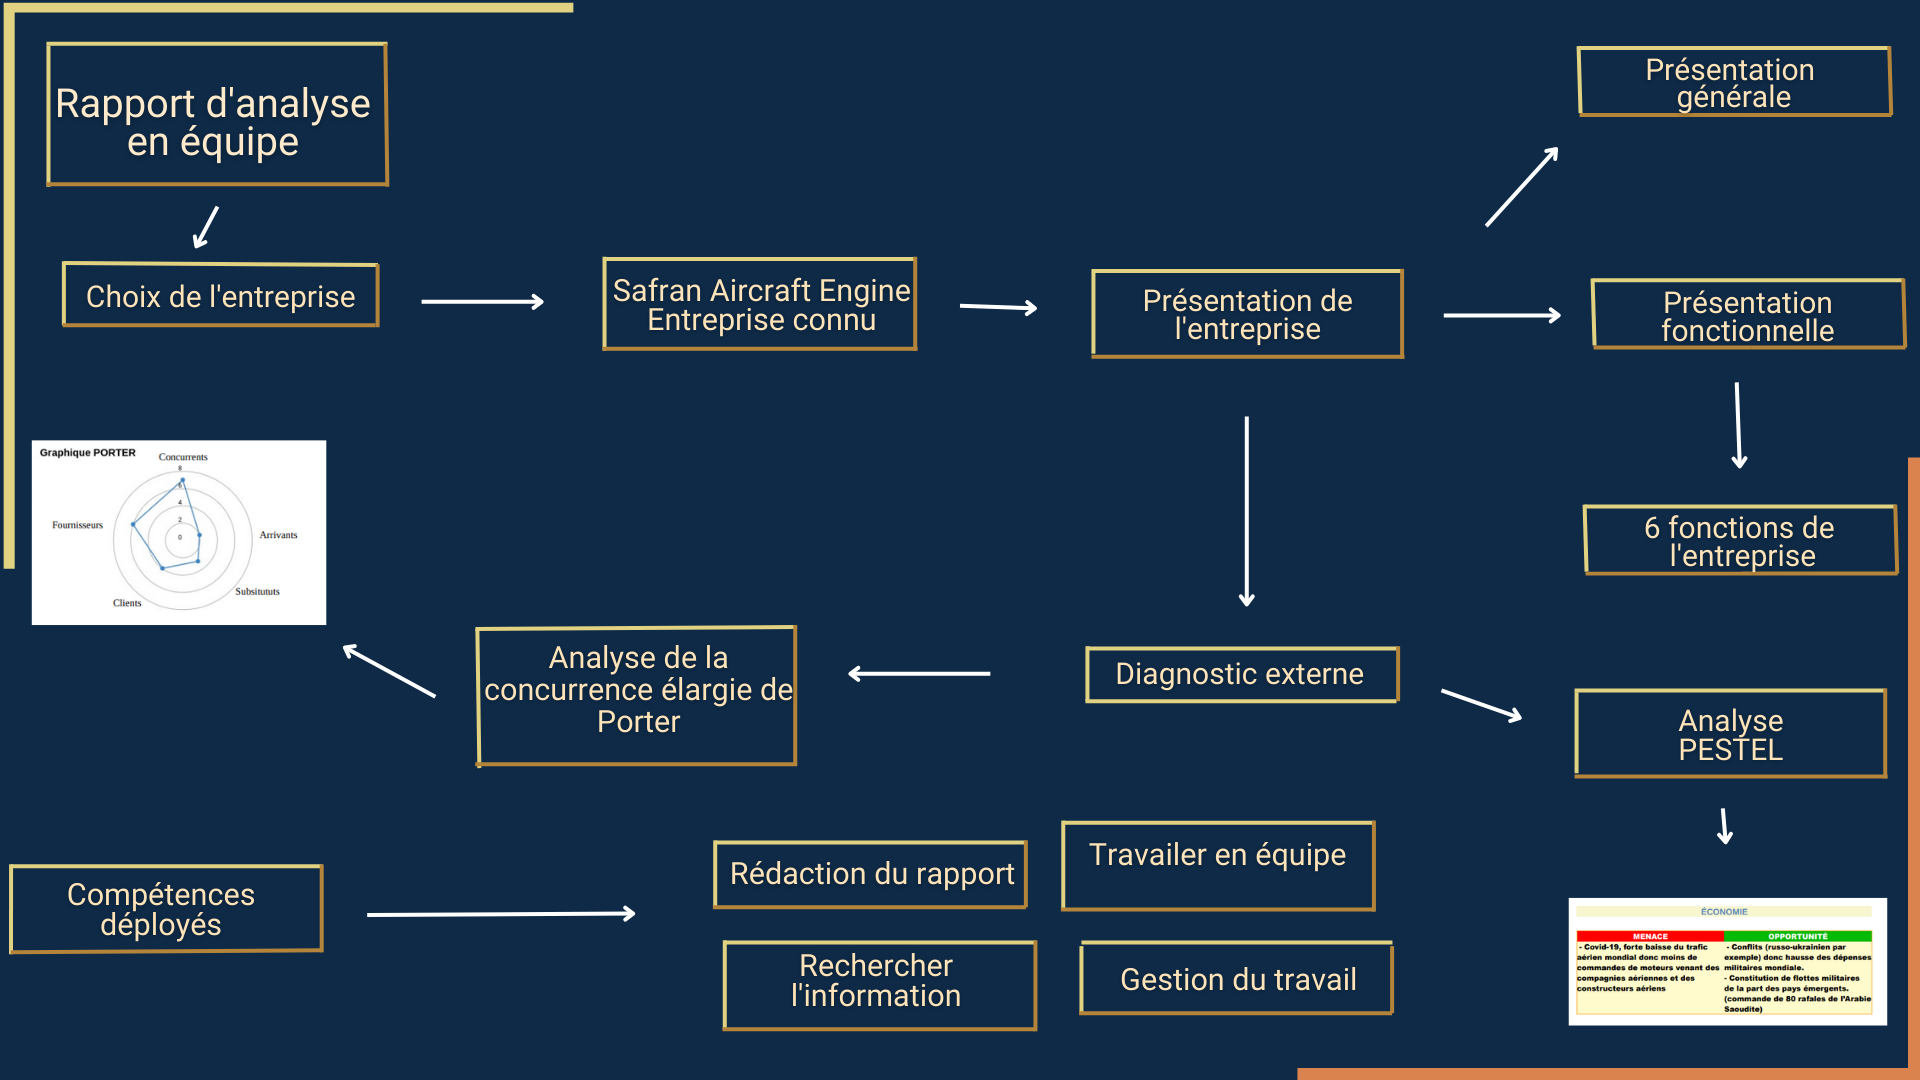 Rapport d'analyse
en équipe
Présentation
générale
Choix de l'entreprise
Safran Aircraft Engine
Entreprise connu
Présentation de
l'entreprise
Présentation
fonctionnelle
6 fonctions de
l'entreprise
Graphique PORTER
Concurrents
8
6
4
2
0
Fournisseurs
Arrivants
Subsitututs
Clients
Analyse de la
concurrence élargie de
Porter
Diagnostic externe
Analyse
PESTEL
Compétences
déployés
Rédaction du rapport
Travailer en équipe
Rechercher
l'information
Gestion du travail
ÉCONOMIE
MENACE
- Covid-19, forte baisse du trafic
aérien mondial donc moins de
commandes de moteurs venant des
compagnies aériennes et des
constructeurs aériens
OPPORTUNITÉ
- Conflits (russo-ukrainien par
exemple) donc hausse des dépenses
militaires mondiale.
- Constitution de flottes militaires
de la part des pays émergents.
(commande de 80 rafales de l'Arabie
Saoudite)